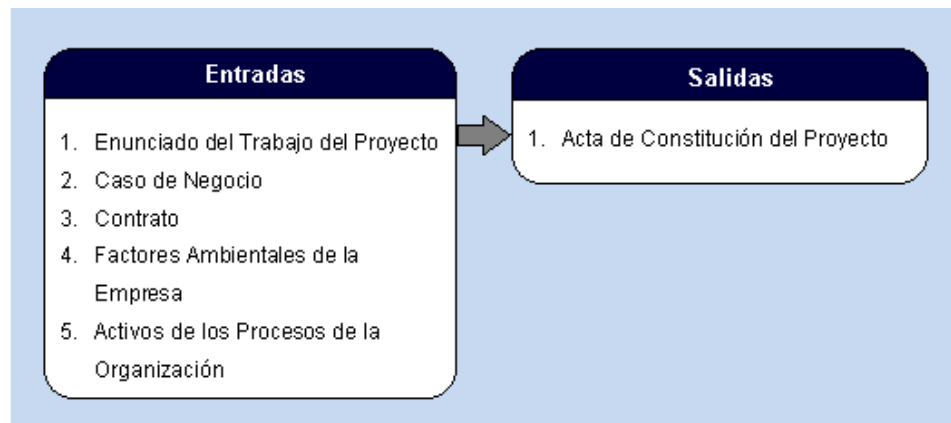 Entradas
1. Enunciado del Trabajo del Proyecto
2. Caso de Negocio
3. Contrato
4. Factores Ambientales de la
Empresa
5. Activos de los Procesos de la
Organización
Salidas
1. Acta de Constitución del Proyecto